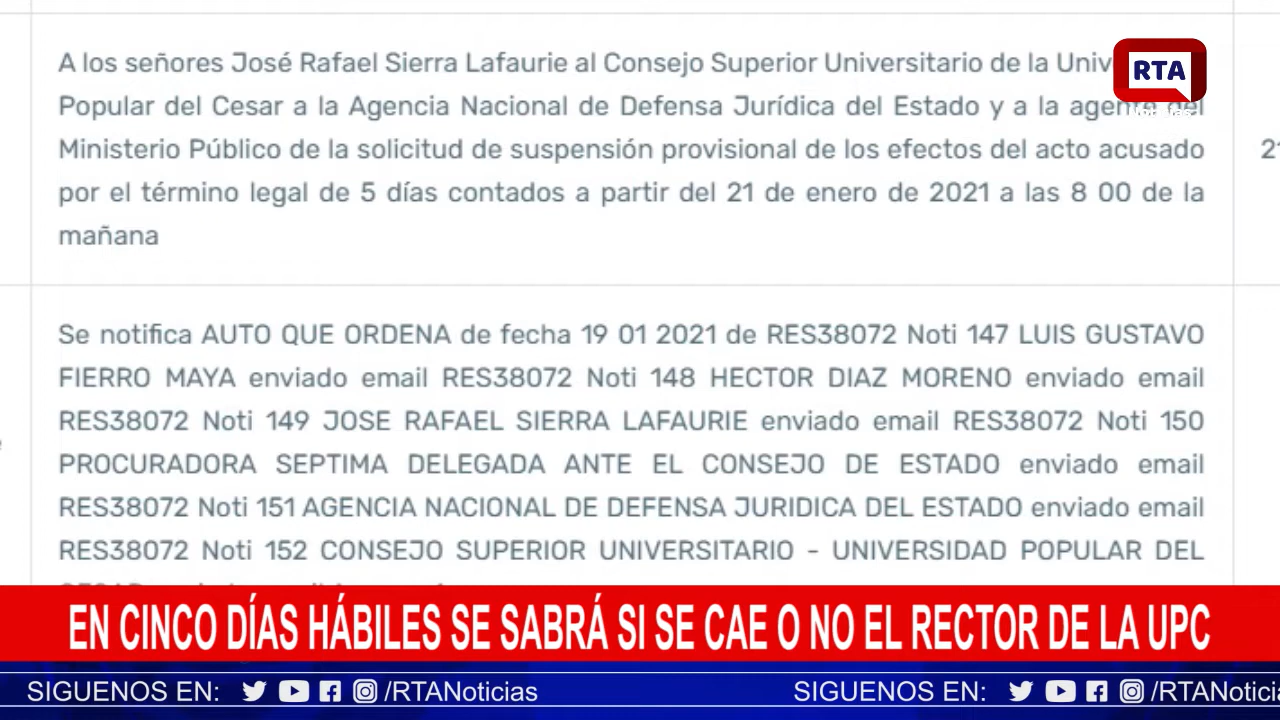 A los señores José Rafael Sierra Lafaurie al Consejo Superior Universitario de la Univ
RTA
Popular del Cesar a la Agencia Nacional de Defensa Jurídica del Estado y a la agente del
Noticias
Ministerio Público de la solicitud de suspensión provisional de los efectos del acto acusado
21
por el término legal de 5 días contados a partir del 21 de enero de 2021 a las 8 00 de la
mañana
Se notifica AUTO QUE ORDENA de fecha 19 01 2021 de RES38072 Noti 147 LUIS GUSTAVO
FIERRO MAYA enviado email RES38072 Noti 148 HECTOR DIAZ MORENO enviado email
RES38072 Noti 149 JOSE RAFAEL SIERRA LAFAURIE enviado email RES38072 Noti 150
PROCURADORA SEPTIMA DELEGADA ANTE EL CONSEJO DE ESTADO enviado email
RES38072 Noti 151 AGENCIA NACIONAL DE DEFENSA JURIDICA DEL ESTADO enviado email
RES38072 Noti 152 CONSEJO SUPERIOR UNIVERSITARIO - UNIVERSIDAD POPULAR DEL
EN CINCO DÍAS HÁBILES SE SABRÁ SI SE CAE O NO EL RECTOR DE LA UPC
SIGUENOS EN: /RTANoticias SIGUENOS EN: /RTANoticia